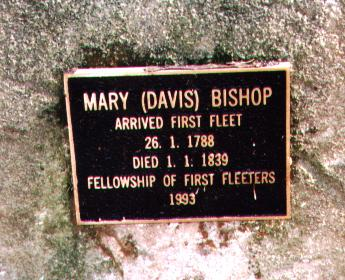 MARY (DAVIS) BISHOP
ARRIVED FIRST FLEET
26. 1. 1788
DIED 1. 1. 1839
FELLOWSHIP OF FIRST FLEETERS
1993